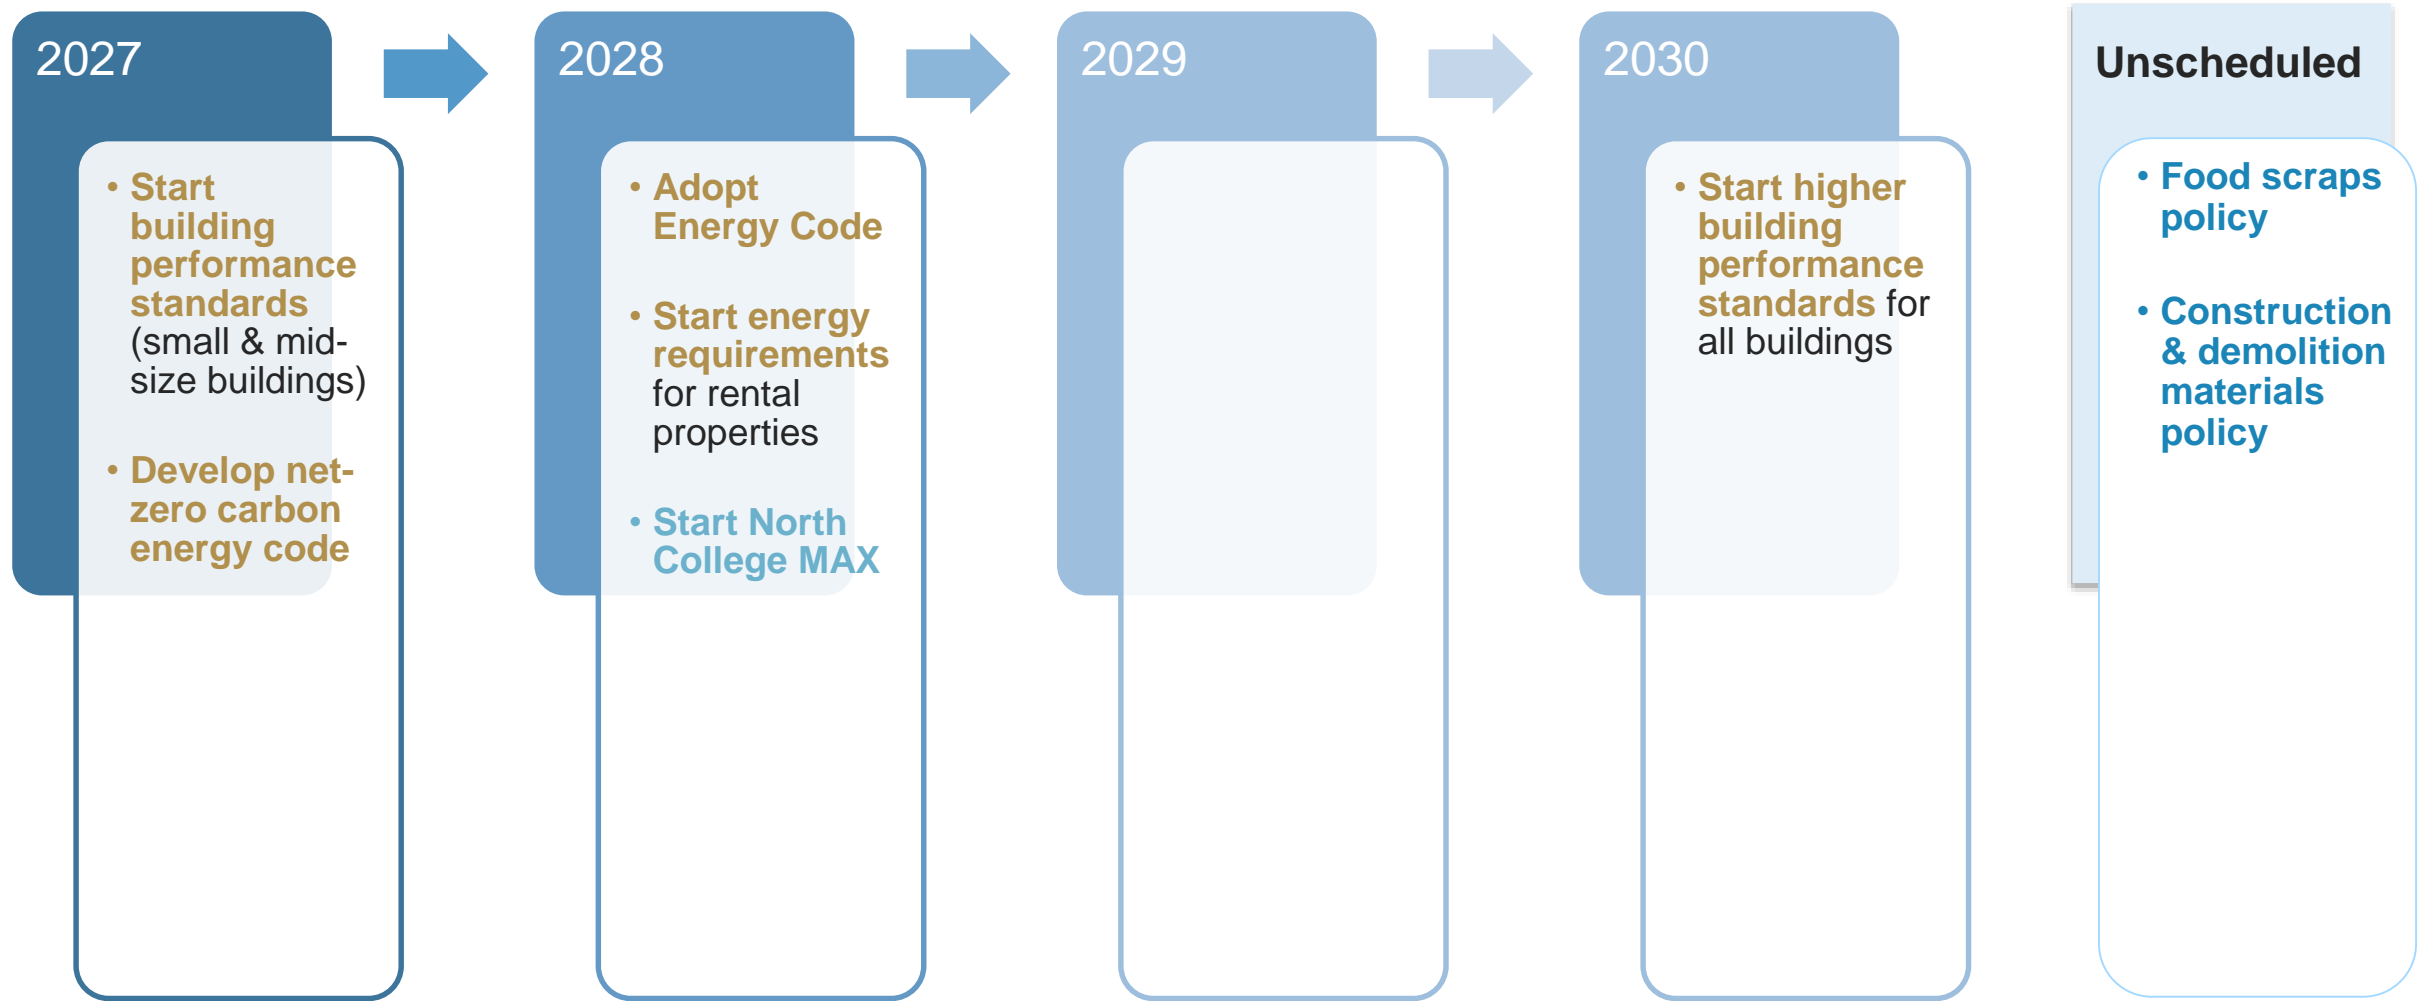 2027
• Start
building
performance
standards
(small & mid-
size buildings)
• Develop net-
zero carbon
energy code
2028
• Adopt
Energy Code
• Start energy
requirements
for rental
properties
• Start North
College MAX
2029
2030
• Start higher
building
performance
standards for
all buildings
Unscheduled
• Food scraps
policy
• Construction
& demolition
materials
policy